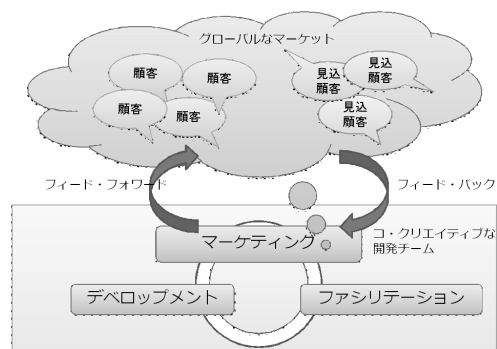 グローバルなマーケット
顧客
顧客
顧客
顧客
見込
顧客
見込
顧客
見込
顧客
フィード・フォワード
フィード・バック
コ・クリエイティブな
開発チーム
マーケティング
デベロップメント
ファシリテーション